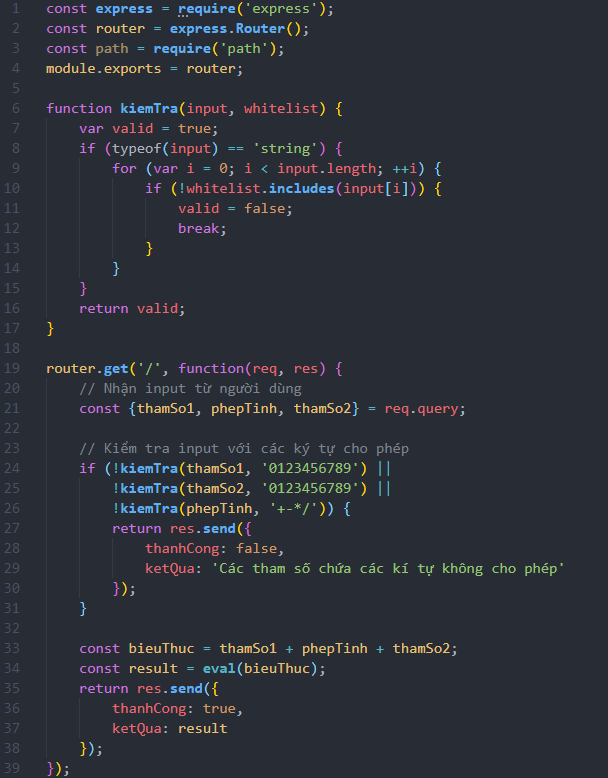 1 const express = require('express');
2 const router = express.Router();
3 const path = require('path');
4 module.exports = router;
5
6 function kiemTra(input, whitelist) {
7     var valid = true;
8     if (typeof(input) == 'string') {
9         for (var i = 0; i < input.length; ++i) {
10             if (!whitelist.includes(input[i])) {
11                 valid = false;
12                 break;
13             }
14         }
15     }
16     return valid;
17 }
18
19 router.get('/', function(req, res) {
20     // Nhận input từ người dùng
21     const {thamSo1, phepTinh, thamSo2} = req.query;
22
23     // Kiểm tra input với các ký tự cho phép
24     if (!kiemTra(thamSo1, '0123456789') ||
25         !kiemTra(thamSo2, '0123456789') ||
26         !kiemTra(phepTinh, '+-*/')) {
27         return res.send({
28             thanhCong: false,
29             ketQua: 'Các tham số chứa các kí tự không cho phép'
30         });
31     }
32
33     const bieuThuc = thamSo1 + phepTinh + thamSo2;
34     const result = eval(bieuThuc);
35     return res.send({
36         thanhCong: true,
37         ketQua: result
38     });
39 });